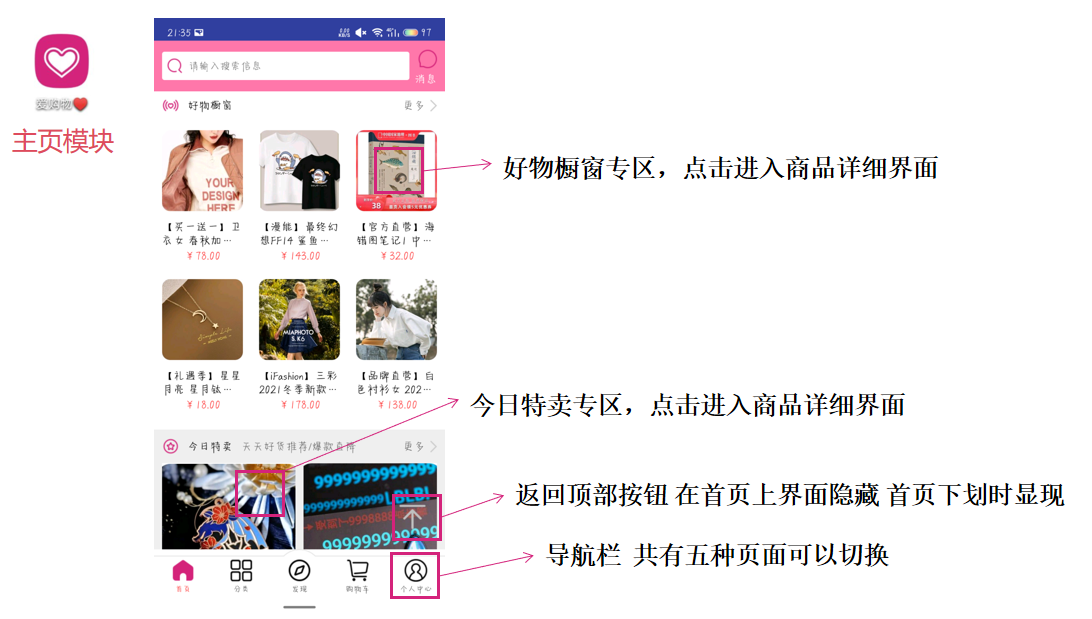 爱购物
主页模块
21:35
97
请输入搜索信息
消息
好物橱窗
更多
YOUR
DESIGN
HERE
38
【买一送一】卫
衣女 春秋加…
¥ 78.00
【漫能】最终幻
想FF14 鲨鱼…
¥ 143.00
【官方直营】海
错图笔记1 中…
¥ 32.00
好物橱窗专区，点击进入商品详细界面
MIAPHOTO
S.K6
【礼遇季】星星
月亮 星月钛…
¥ 18.00
【iFashion】三彩
2021冬季新款…
¥ 178.00
【品牌直营】白
色衬衫女 202…
¥ 138.00
今日特卖专区，点击进入商品详细界面
今日特卖 天天好货推荐/爆款直降
更多
返回顶部按钮 在首页上界面隐藏 首页下划时显现
导航栏 共有五种页面可以切换
首页
分类
发现
购物车
个人中心